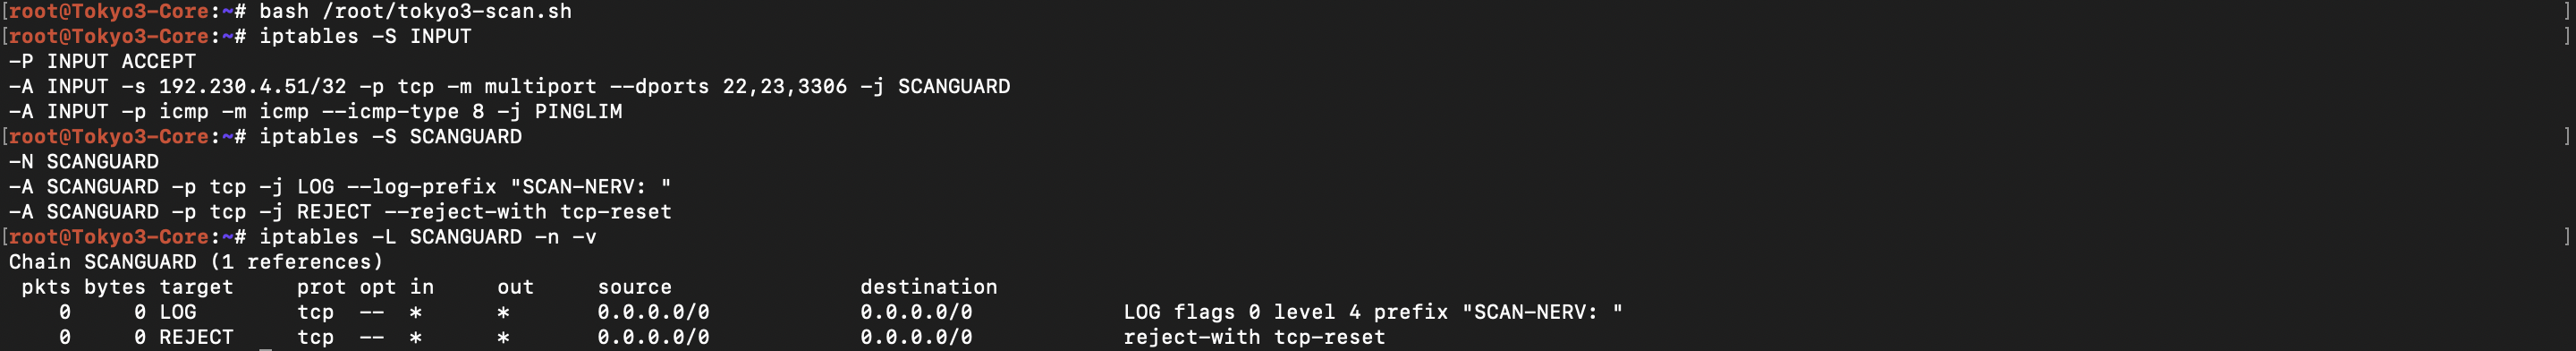 [root@Tokyo3-Core:~# bash /root/tokyo3-scan.sh ]
[root@Tokyo3-Core:~# iptables -S INPUT ]
-P INPUT ACCEPT
-A INPUT -s 192.230.4.51/32 -p tcp -m multiport --dports 22,23,3306 -j SCANGUARD
-A INPUT -p icmp -m icmp --icmp-type 8 -j PINGLIM
[root@Tokyo3-Core:~# iptables -S SCANGUARD ]
-N SCANGUARD
-A SCANGUARD -p tcp -j LOG --log-prefix "SCAN-NERV: "
-A SCANGUARD -p tcp -j REJECT --reject-with tcp-reset
[root@Tokyo3-Core:~# iptables -L SCANGUARD -n -v ]
Chain SCANGUARD (1 references)
 pkts bytes target     prot opt in     out     source               destination
    0     0 LOG        tcp  --  *      *       0.0.0.0/0            0.0.0.0/0            LOG flags 0 level 4 prefix "SCAN-NERV: "
    0     0 REJECT     tcp  --  *      *       0.0.0.0/0            0.0.0.0/0            reject-with tcp-reset